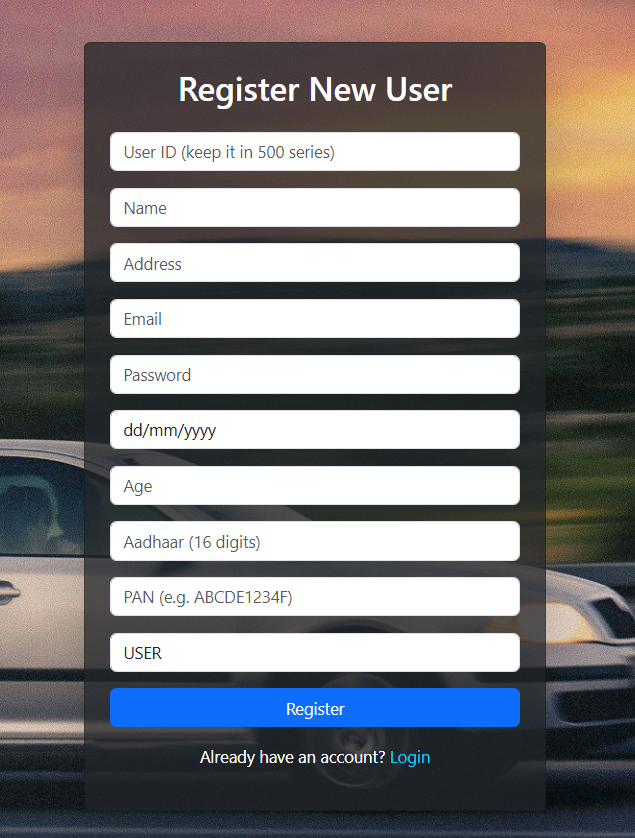 Register New User
User ID (keep it in 500 series)
Name
Address
Email
Password
dd/mm/yyyy
Age
Aadhaar (16 digits)
PAN (e.g. ABCDE1234F)
USER
Register
Already have an account? Login